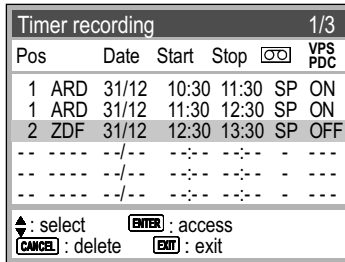 Timer recording 1/3
Pos Date Start Stop VPS PDC
1 ARD 31/12 10:30 11:30 SP ON
1 ARD 31/12 11:30 12:30 SP ON
2 ZDF 31/12 12:30 13:30 SP OFF
-- ---- --/-- --:-- --:-- - ---
-- ---- --/-- --:-- --:-- - ---
-- ---- --/-- --:-- --:-- - ---
: select ENTER : access
CANCEL : delete EXIT : exit